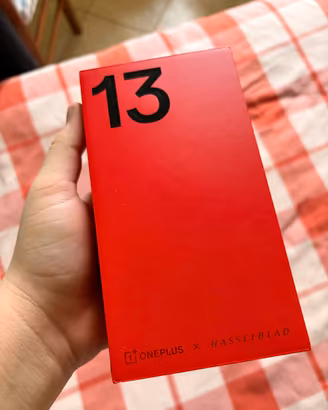 13
ONEPLUS × HASSELBLAD